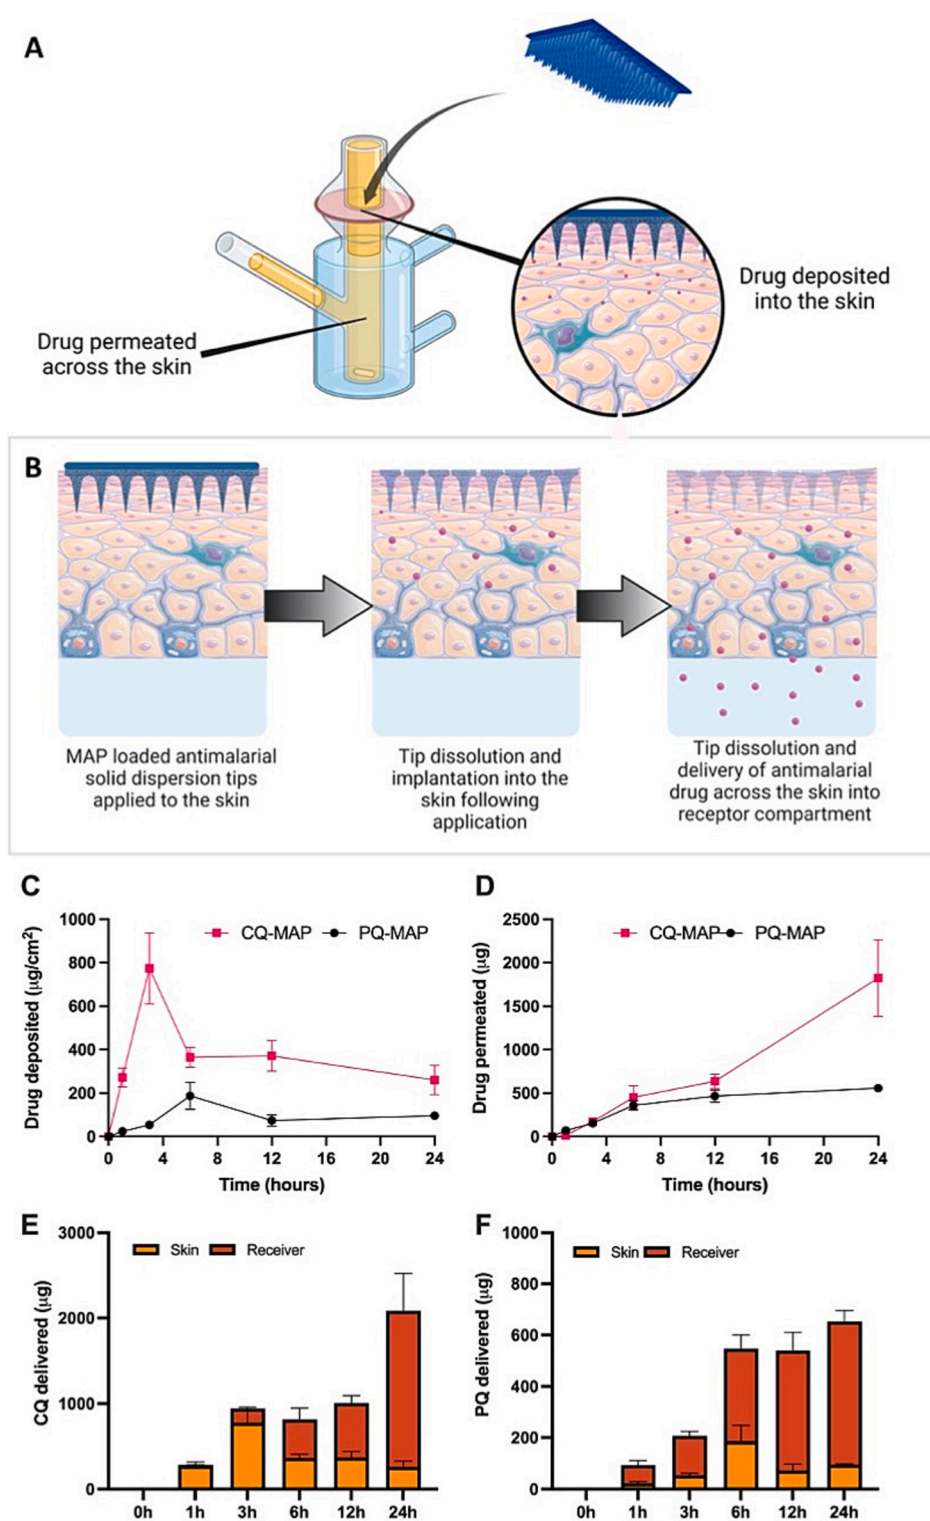 A
Drug deposited
into the skin
Drug permeated
across the skin
B
MAP loaded antimalarial
solid dispersion tips
applied to the skin
Tip dissolution and
implantation into the
skin following
application
Tip dissolution and
delivery of antimalarial
drug across the skin into
receptor compartment
C
Drug deposited (µg/cm²)
1000
800
600
400
200
0
CQ-MAP PQ-MAP
0 4 8 12 16 20 24
Time (hours)
D
Drug permeated (µg)
2500
2000
1500
1000
500
0
CQ-MAP PQ-MAP
0 4 8 12 16 20 24
Time (hours)
E
CQ delivered (µg)
3000
2000
1000
0
Skin Receiver
0h 1h 3h 6h 12h 24h
F
PQ delivered (µg)
1000
800
600
400
200
0
Skin Receiver
0h 1h 3h 6h 12h 24h